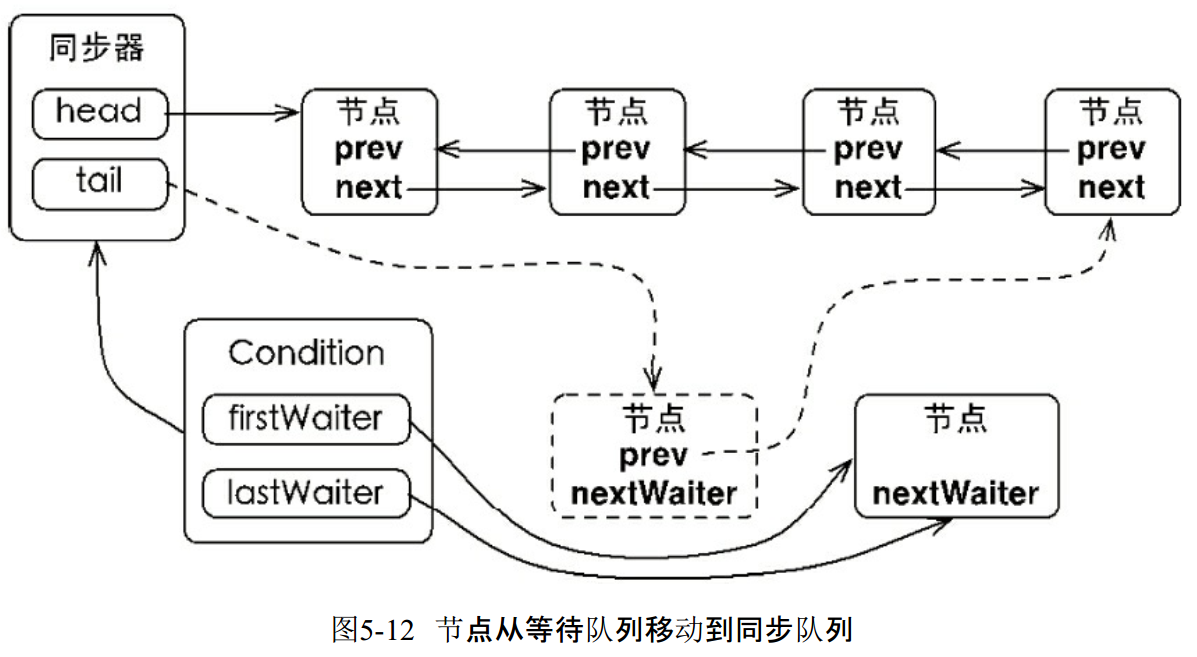 同步器
head
tail
节点
prev
next
节点
prev
next
节点
prev
next
节点
prev
next
Condition
firstWaiter
lastWaiter
节点
prev
nextWaiter
节点
nextWaiter
图5-12 节点从等待队列移动到同步队列